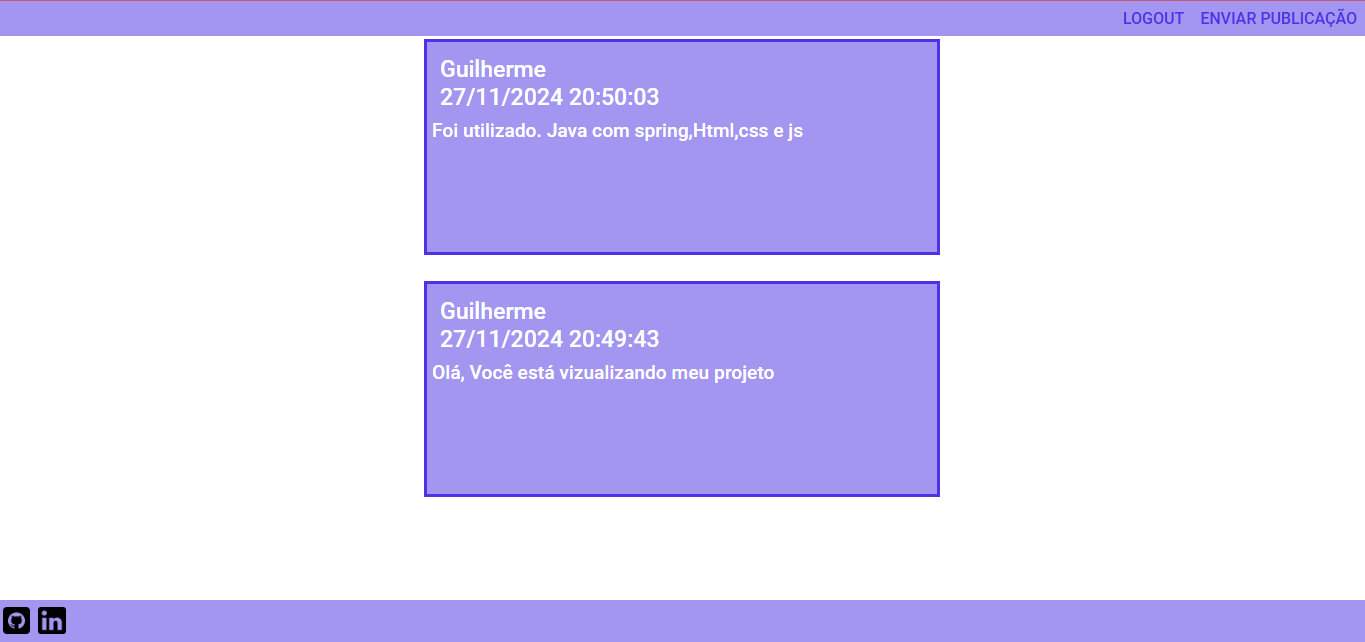 LOGOUT ENVIAR PUBLICAÇÃO
Guilherme
27/11/2024 20:50:03
Foi utilizado. Java com spring,Html,css e js
Guilherme
27/11/2024 20:49:43
Olá, Você está vizualizando meu projeto
in